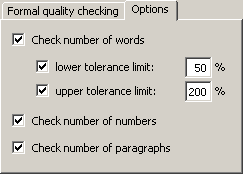 Formal quality checking Options
Check number of words
lower tolerance limit: 50 %
upper tolerance limit: 200 %
Check number of numbers
Check number of paragraphs